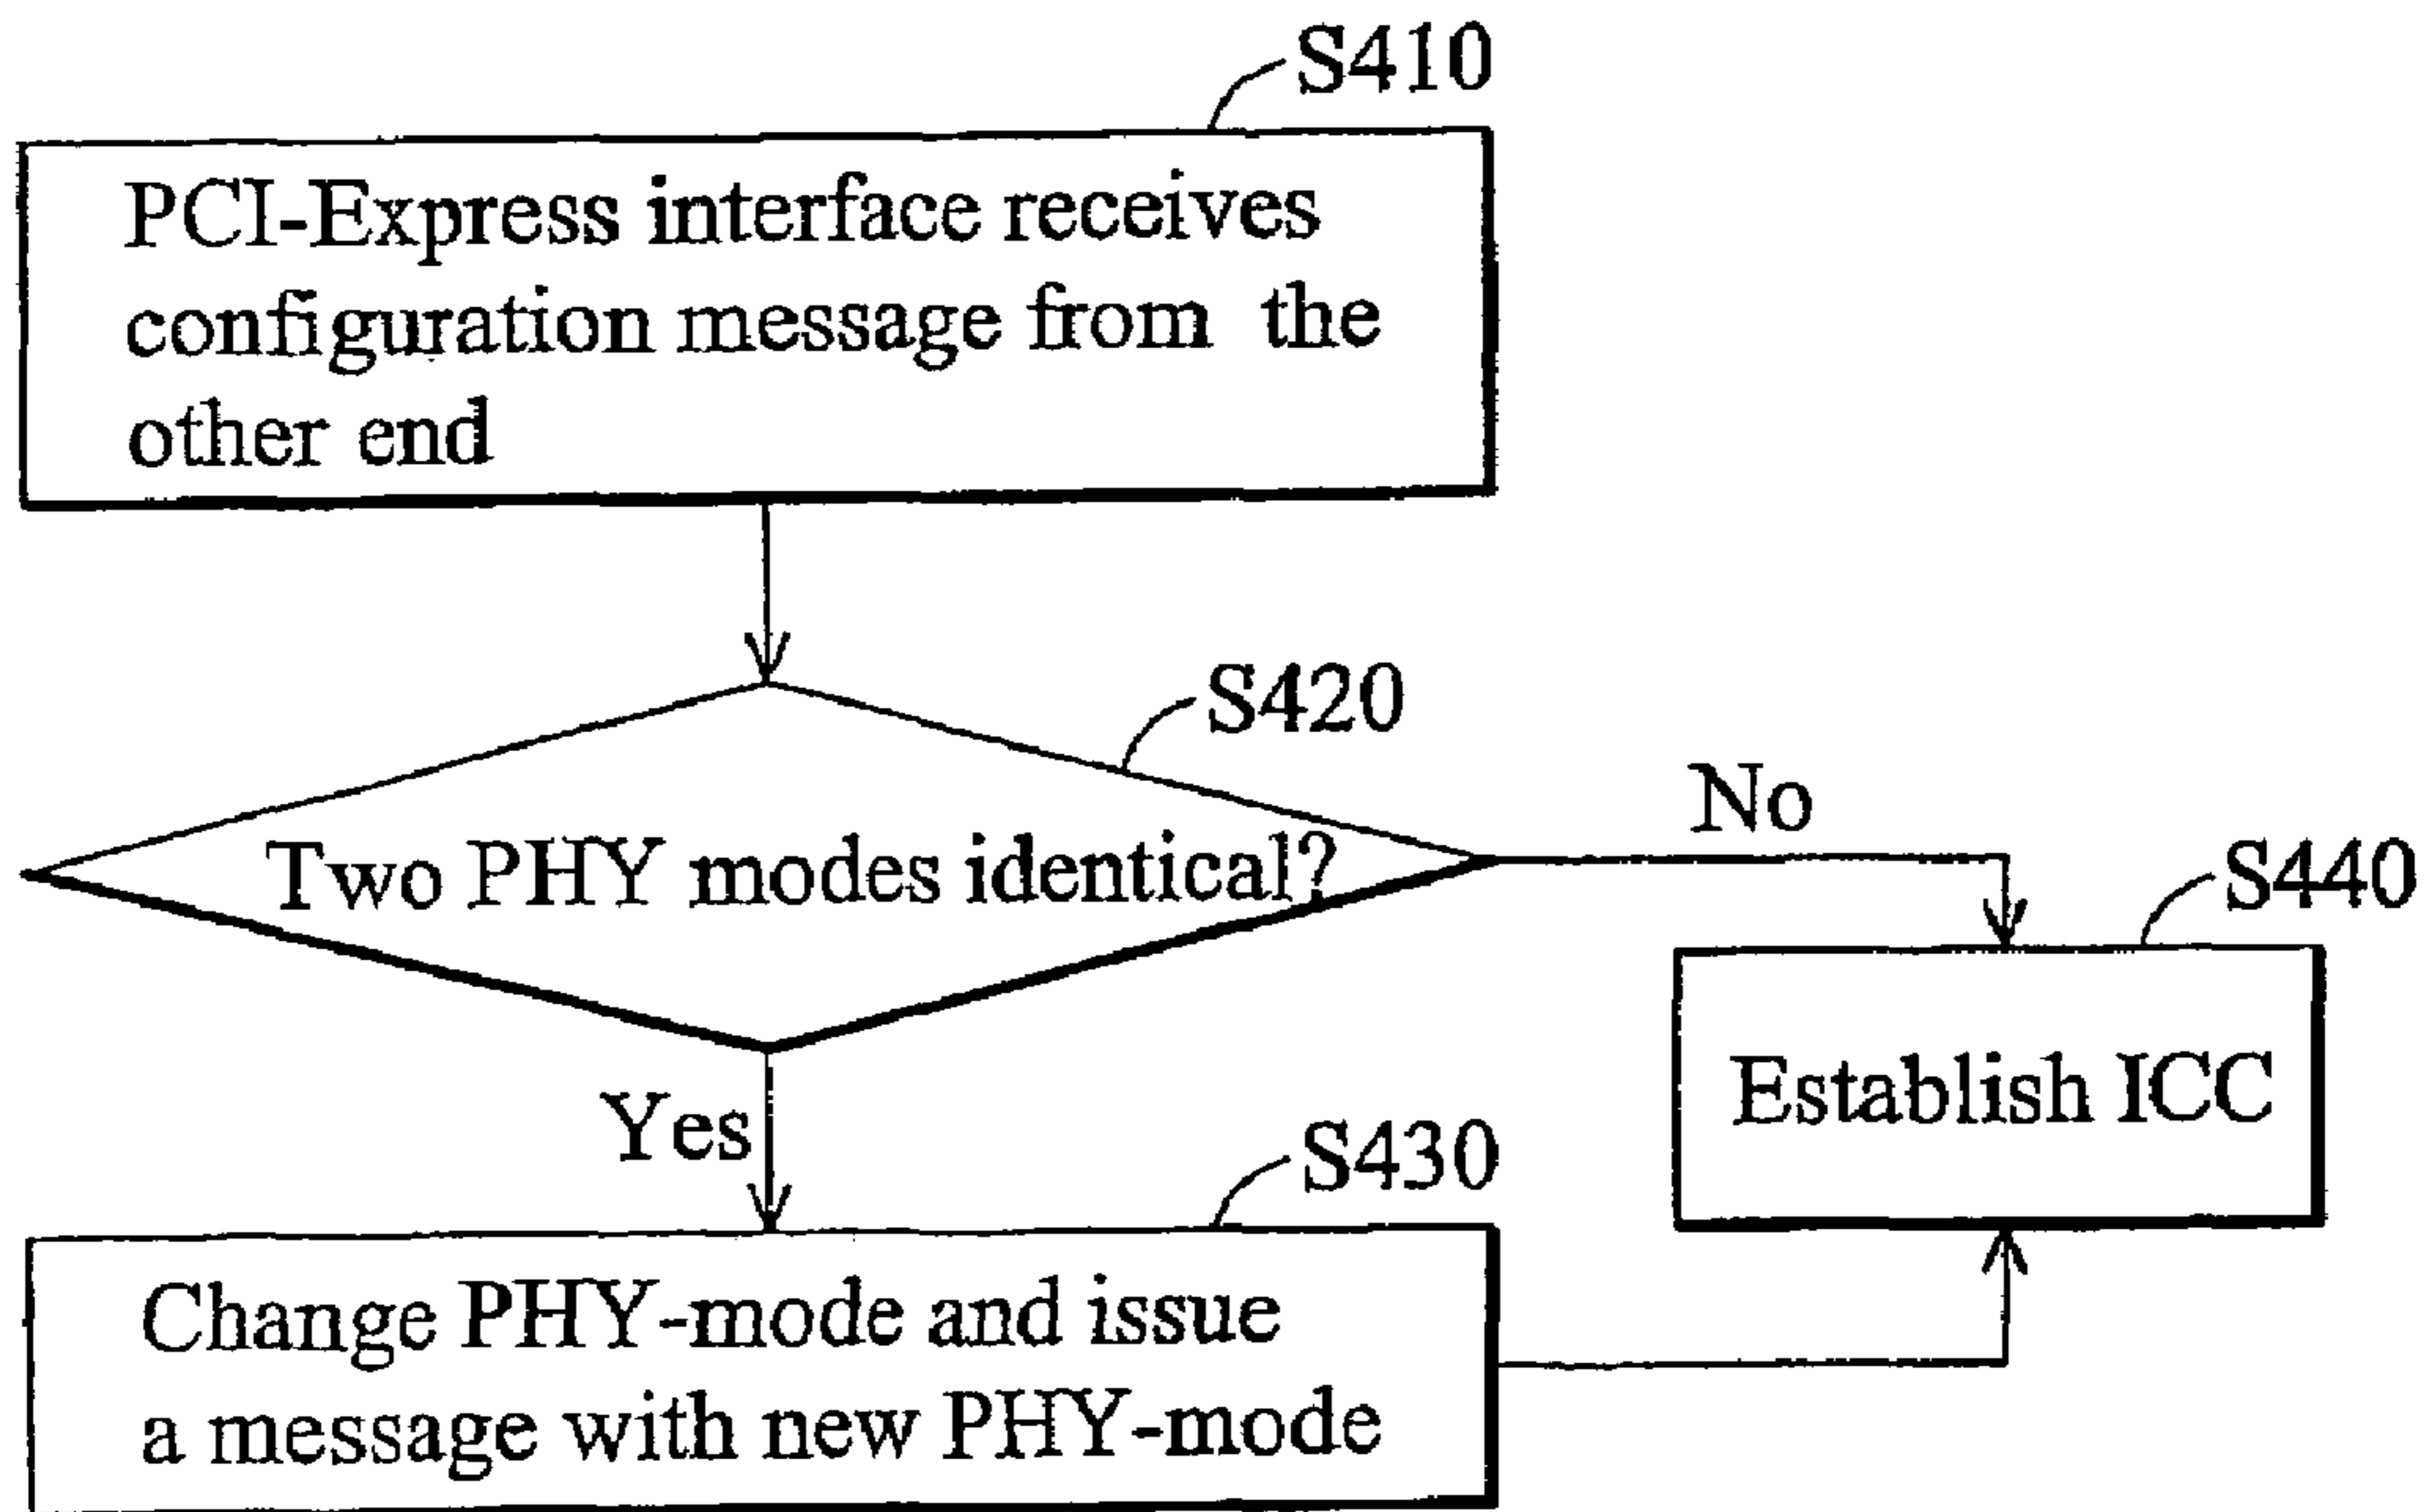 S410
PCI-Express interface receives
configuration message from the
other end
S420
Two PHY modes identical?
No
S440
Establish ICC
Yes
S430
Change PHY-mode and issue
a message with new PHY-mode